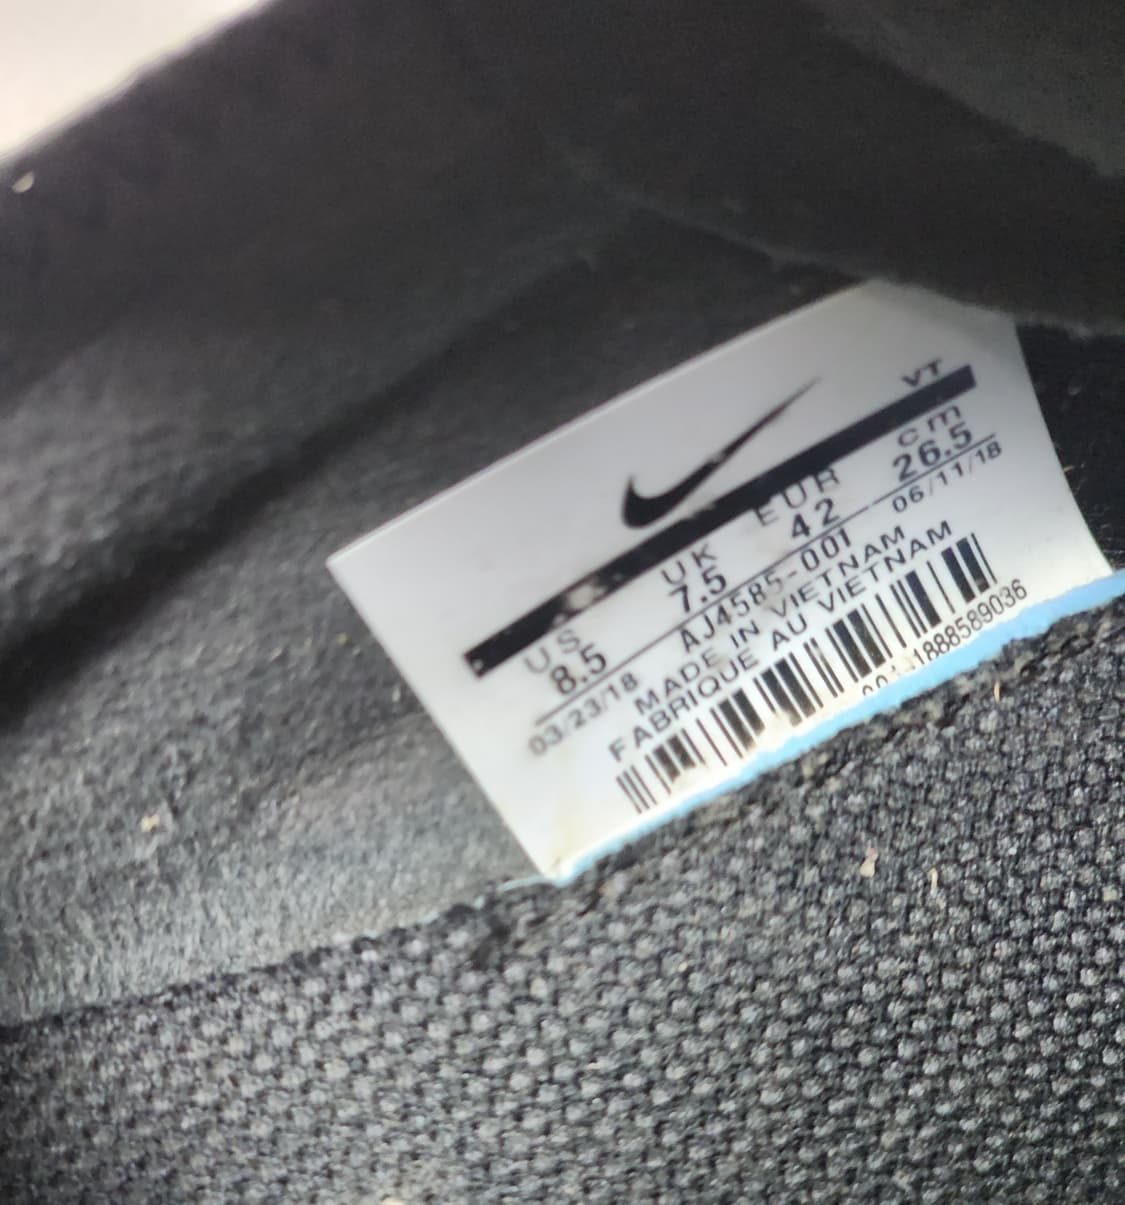 VT
US UK EUR cm
8.5 7.5 42 26.5
03/23/18 AJ4585-001 06/11/18
MADE IN VIETNAM
FABRIQUE AU VIETNAM
1888589036